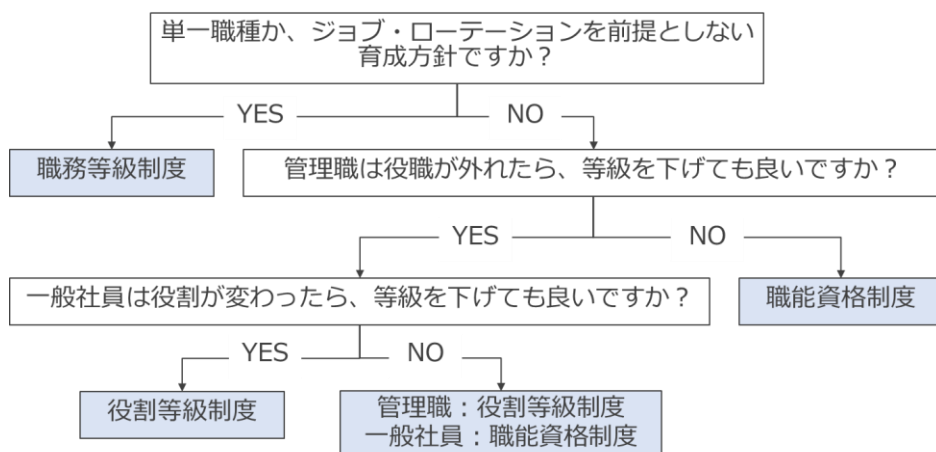 単一職種か、ジョブ・ローテーションを前提としない
育成方針ですか？
YES
NO
職務等級制度
管理職は役職が外れたら、等級を下げても良いですか？
YES
NO
一般社員は役割が変わったら、等級を下げても良いですか？
職能資格制度
YES
NO
役割等級制度
管理職：役割等級制度
一般社員：職能資格制度